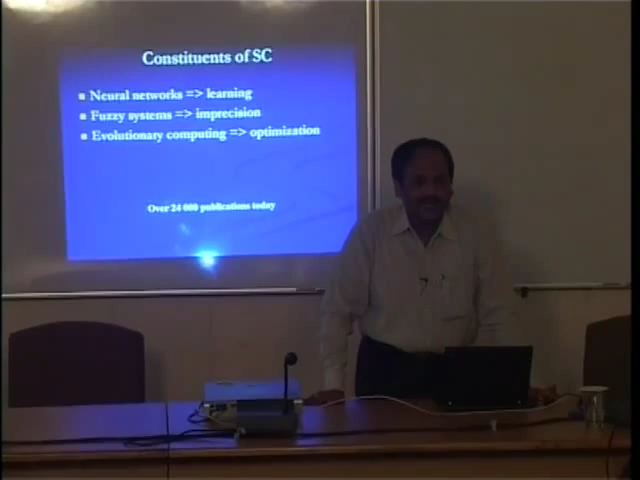 Constituents of SC
Neural networks => learning
Fuzzy systems => imprecision
Evolutionary computing => optimization
Over 24 000 publications today